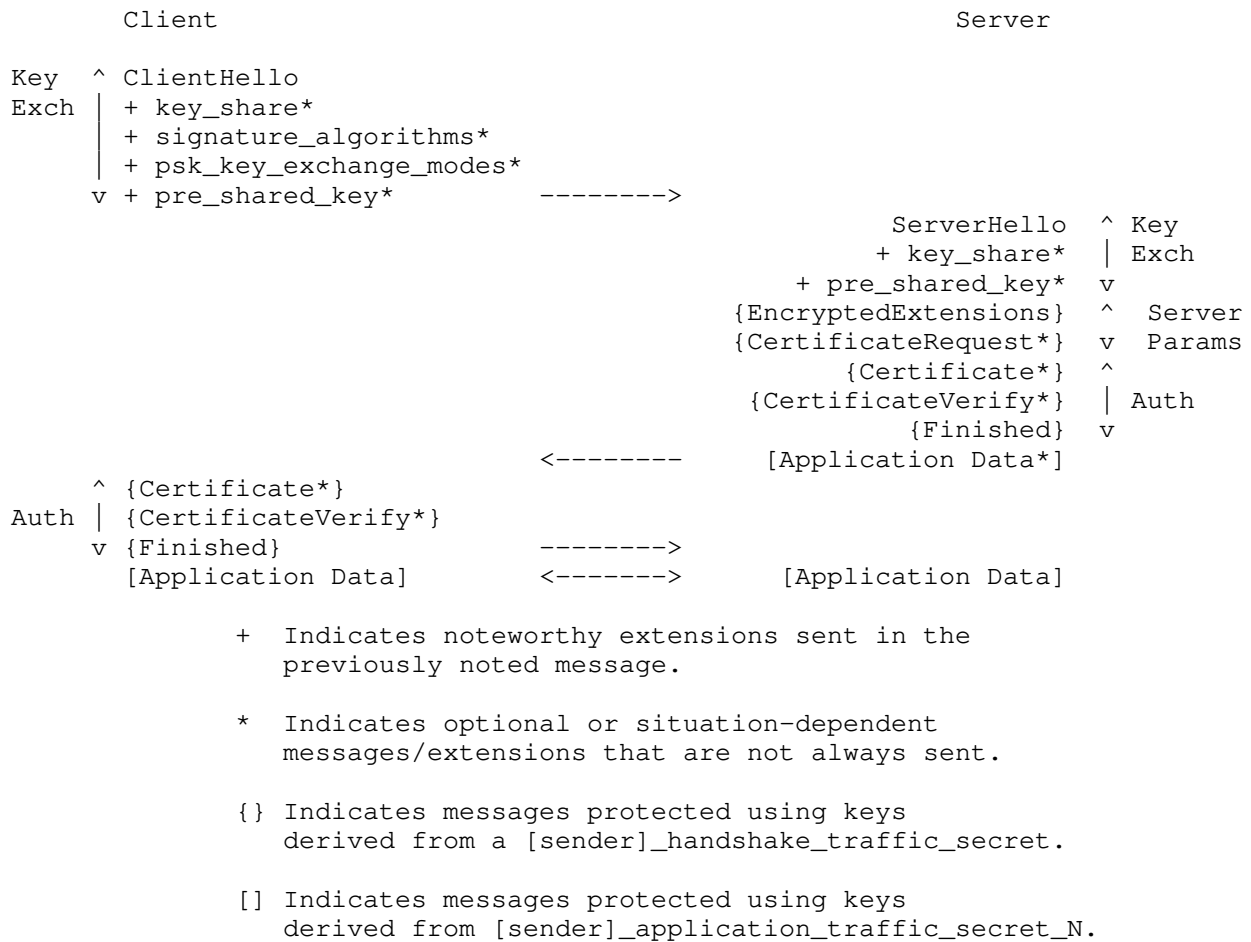 Client                                           Server

Key  ^ ClientHello
Exch | + key_share*
     | + signature_algorithms*
     | + psk_key_exchange_modes*
     v + pre_shared_key*       -------->
                                                  ServerHello  ^ Key
                                                 + key_share*  | Exch
                                            + pre_shared_key*  v
                                        {EncryptedExtensions}  ^  Server
                                        {CertificateRequest*}  v  Params
                                               {Certificate*}  ^
                                         {CertificateVerify*}  | Auth
                                                   {Finished}  v
                               <--------  [Application Data*]
     ^ {Certificate*}
Auth | {CertificateVerify*}
     v {Finished}              -------->
       [Application Data]      <------->  [Application Data]

              +  Indicates noteworthy extensions sent in the
                 previously noted message.

              *  Indicates optional or situation-dependent
                 messages/extensions that are not always sent.

              {} Indicates messages protected using keys
                 derived from a [sender]_handshake_traffic_secret.

              [] Indicates messages protected using keys
                 derived from [sender]_application_traffic_secret_N.